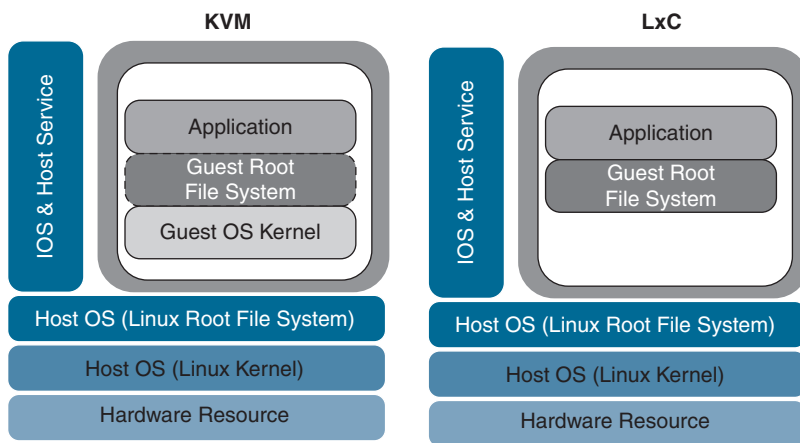 KVM
IOS & Host Service
Application
Guest Root
File System
Guest OS Kernel
Host OS (Linux Root File System)
Host OS (Linux Kernel)
Hardware Resource
LxC
IOS & Host Service
Application
Guest Root
File System
Host OS (Linux Root File System)
Host OS (Linux Kernel)
Hardware Resource